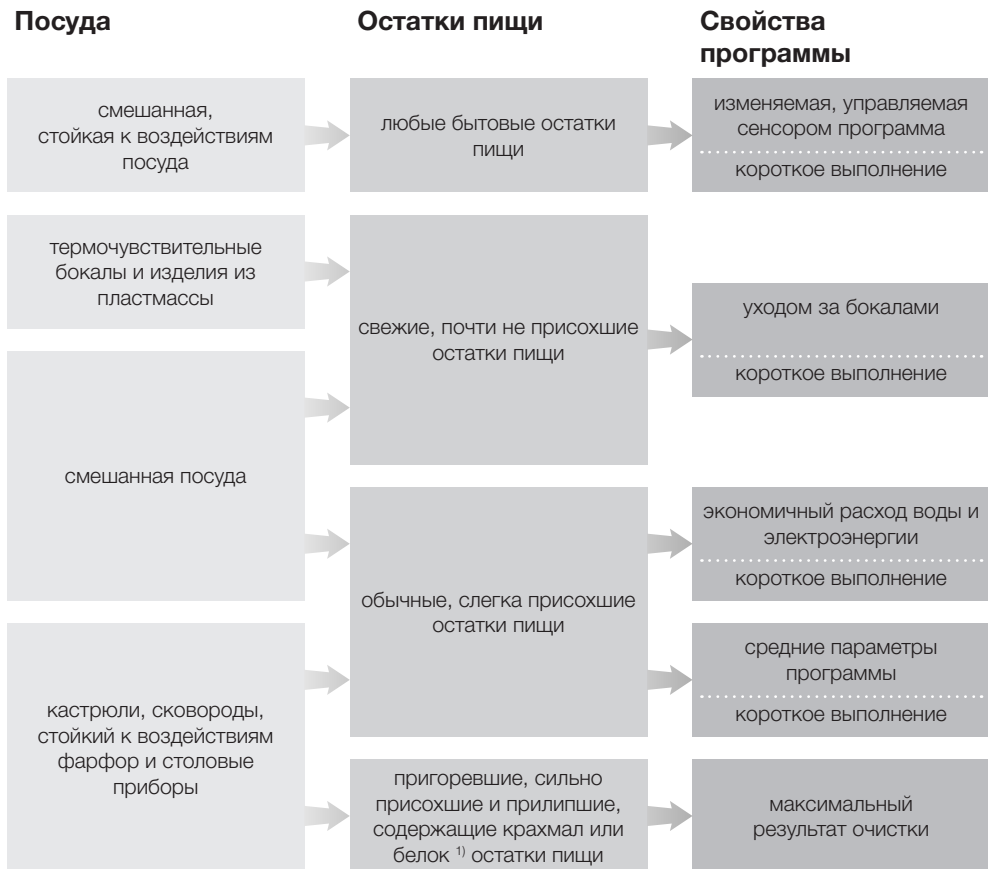 Посуда
Остатки пищи
Свойства
программы
смешанная,
стойкая к воздействиям
посуда
любые бытовые остатки
пищи
изменяемая, управляемая
сенсором программа
короткое выполнение
термочувствительные
бокалы и изделия из
пластмассы
свежие, почти не присохшие
остатки пищи
уходом за бокалами
короткое выполнение
смешанная посуда
обычные, слегка присохшие
остатки пищи
экономичный расход воды и
электроэнергии
короткое выполнение
средние параметры
программы
короткое выполнение
кастрюли, сковороды,
стойкий к воздействиям
фарфор и столовые
приборы
пригоревшие, сильно
присохшие и прилипшие,
содержащие крахмал или
белок 1) остатки пищи
максимальный
результат очистки